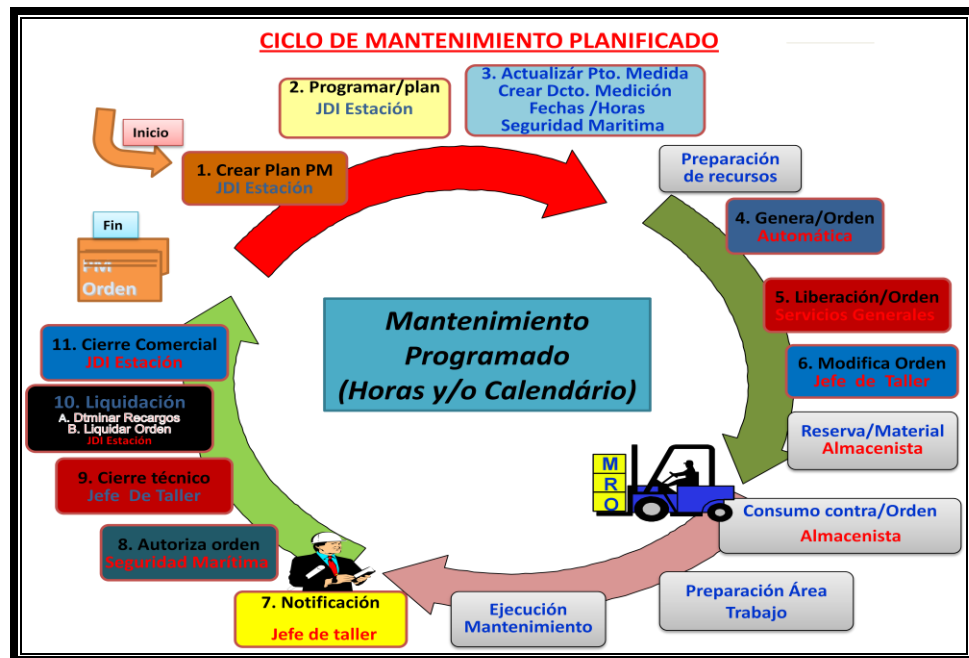 CICLO DE MANTENIMIENTO PLANIFICADO
Inicio
1. Crear Plan PM
JDI Estación
2. Programar/plan
JDI Estación
3. Actualizár Pto. Medida
Crear Dcto. Medición
Fechas /Horas
Seguridad Maritima
Preparación
de recursos
4. Genera/Orden
Automática
5. Liberación/Orden
Servicios Generales
6. Modifica Orden
Jefe de Taller
Reserva/Material
Almacenista
M
R
O
Consumo contra/Orden
Almacenista
Preparación Área
Trabajo
Ejecución
Mantenimiento
7. Notificación
Jefe de taller
8. Autoriza orden
Seguridad Marítima
9. Cierre técnico
Jefe De Taller
10. Liquidación
A. Dtminar Recargos
B. Liquidar Orden
JDI Estación
11. Cierre Comercial
JDI Estación
Fin
PM
Orden
Mantenimiento
Programado
(Horas y/o Calendário)